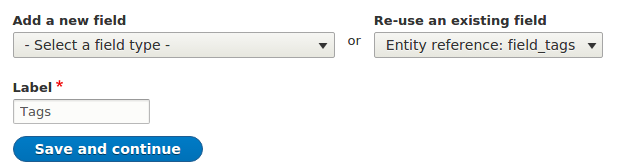 Add a new field
Re-use an existing field
- Select a field type -
or
Entity reference: field_tags
Label *
Tags
Save and continue